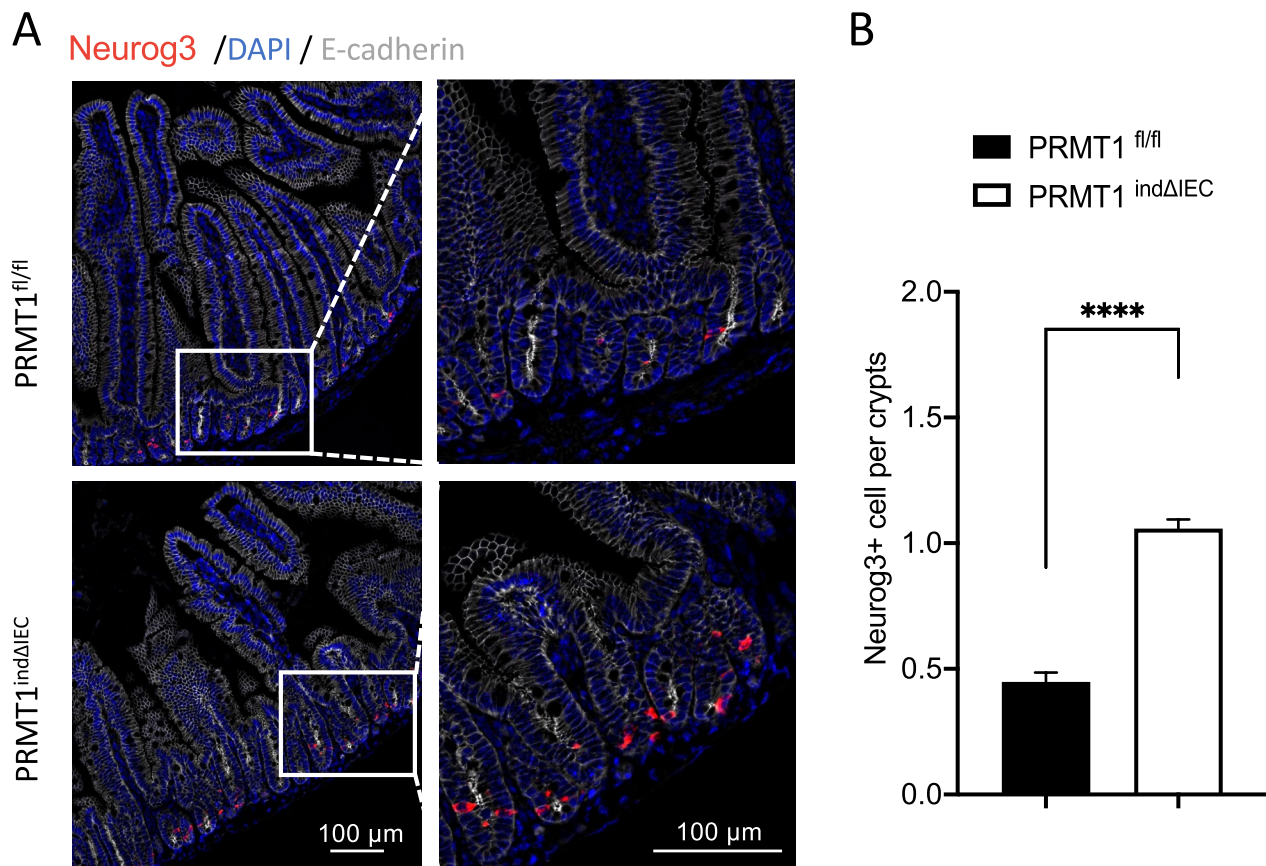 A
Neurog3 /DAPI / E-cadherin
PRMT1fl/fl
PRMT1indΔIEC
100 μm
100 μm
B
PRMT1 fl/fl
PRMT1 indΔIEC
****
Neurog3+ cell per crypts
2.0
1.5
1.0
0.5
0.0